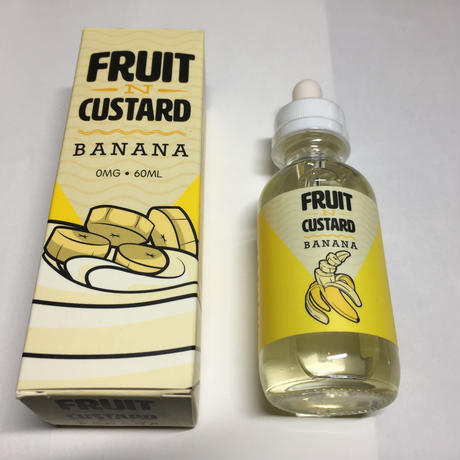 FRUIT
N
CUSTARD
BANANA
0MG • 60ML
FRUIT
CUSTARD
FRUIT
N
CUSTARD
BANANA